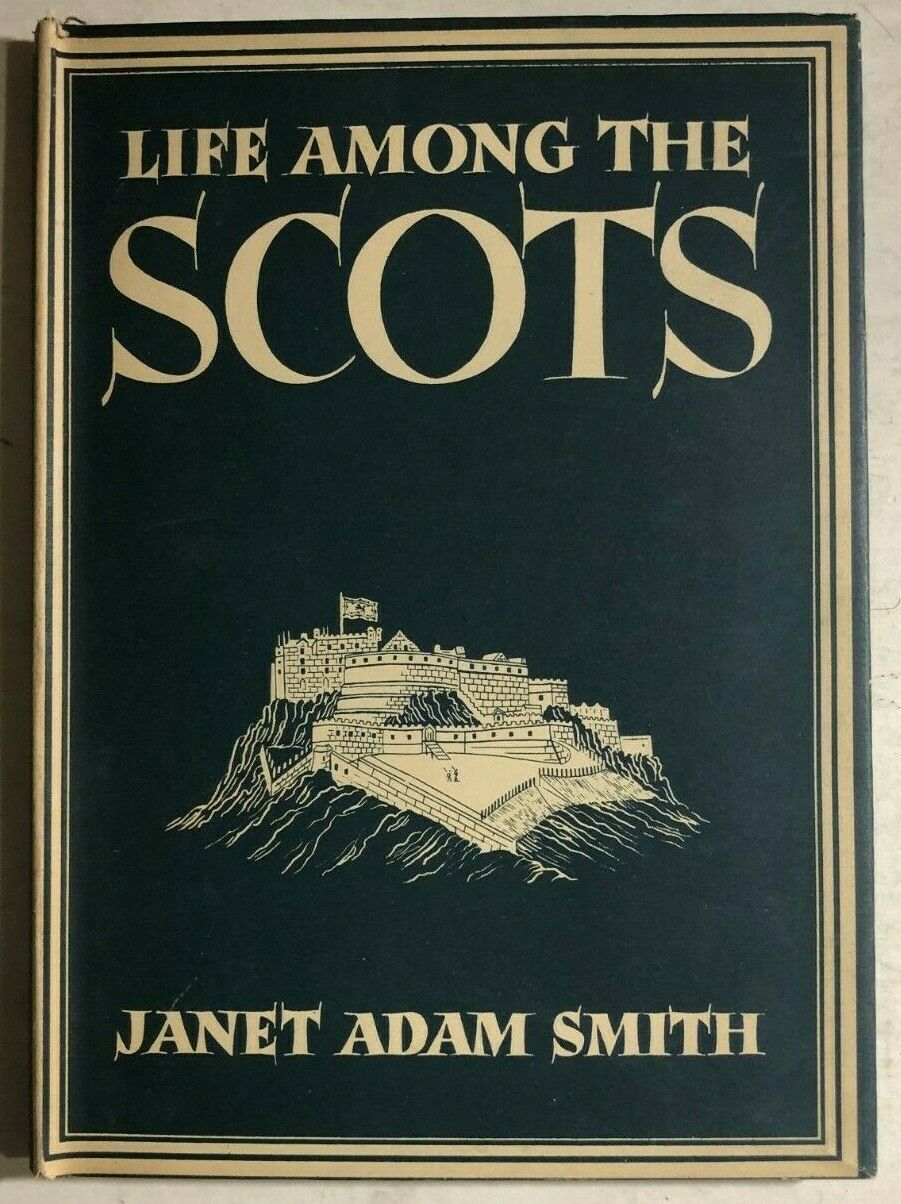 LIFE AMONG THE
SCOTS
JANET ADAM SMITH